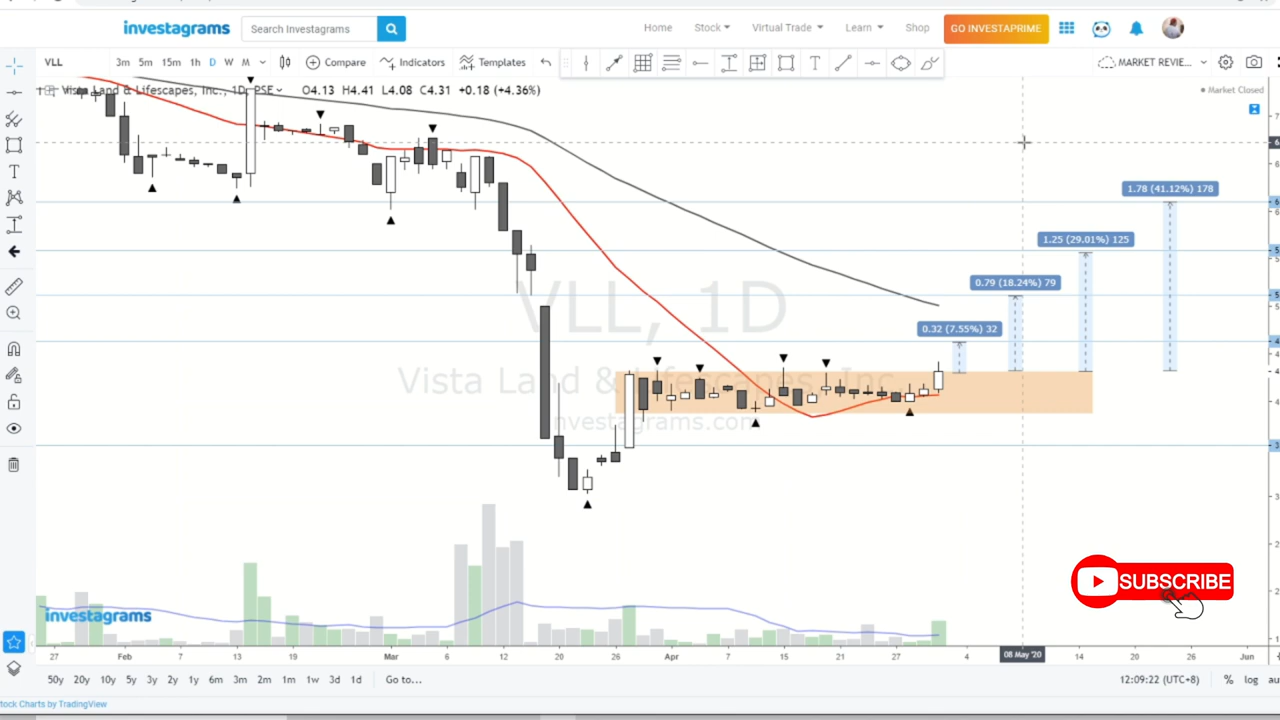 investagrams
Search Investagrams
Home
Stock
Virtual Trade
Learn
Shop
GO INVESTAPRIME
VLL
3m 5m 15m 1h D W M
Compare
Indicators
Templates
MARKET REVIE...
Vista Land & Lifescapes, Inc., 1D, PSE
O4.13 H4.41 L4.08 C4.31 +0.18 (+4.36%)
Market Closed
1.78 (41.12%) 178
1.25 (29.01%) 125
0.79 (18.24%) 79
0.32 (7.55%) 32
VLL, 1D
Vista Land & Lifescapes, Inc.
investagrams.com
SUBSCRIBE
investagrams
27 Feb 7 13 19 Mar 6 12 20 26 Apr 7 15 21 27 4 08 May '20 14 20 26 Jun
50y 20y 10y 5y 3y 2y 1y 6m 3m 2m 1m 1w 3d 1d Go to...
12:09:22 (UTC+8)
% log
tock Charts by TradingView